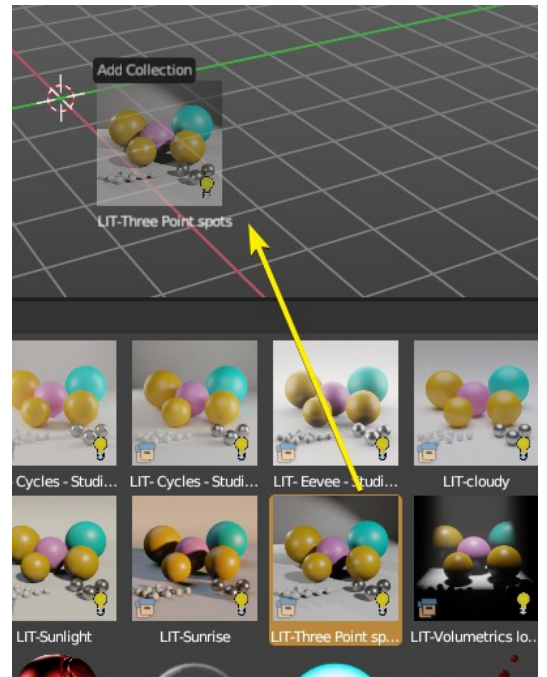 Add Collection
LIT-Three Point spots
Cycles - Studi...
LIT- Cycles - Studi...
LIT- Eevee - Studi...
LIT-cloudy
LIT-Sunlight
LIT-Sunrise
LIT-Three Point sp...
LIT-Volumetrics lo...